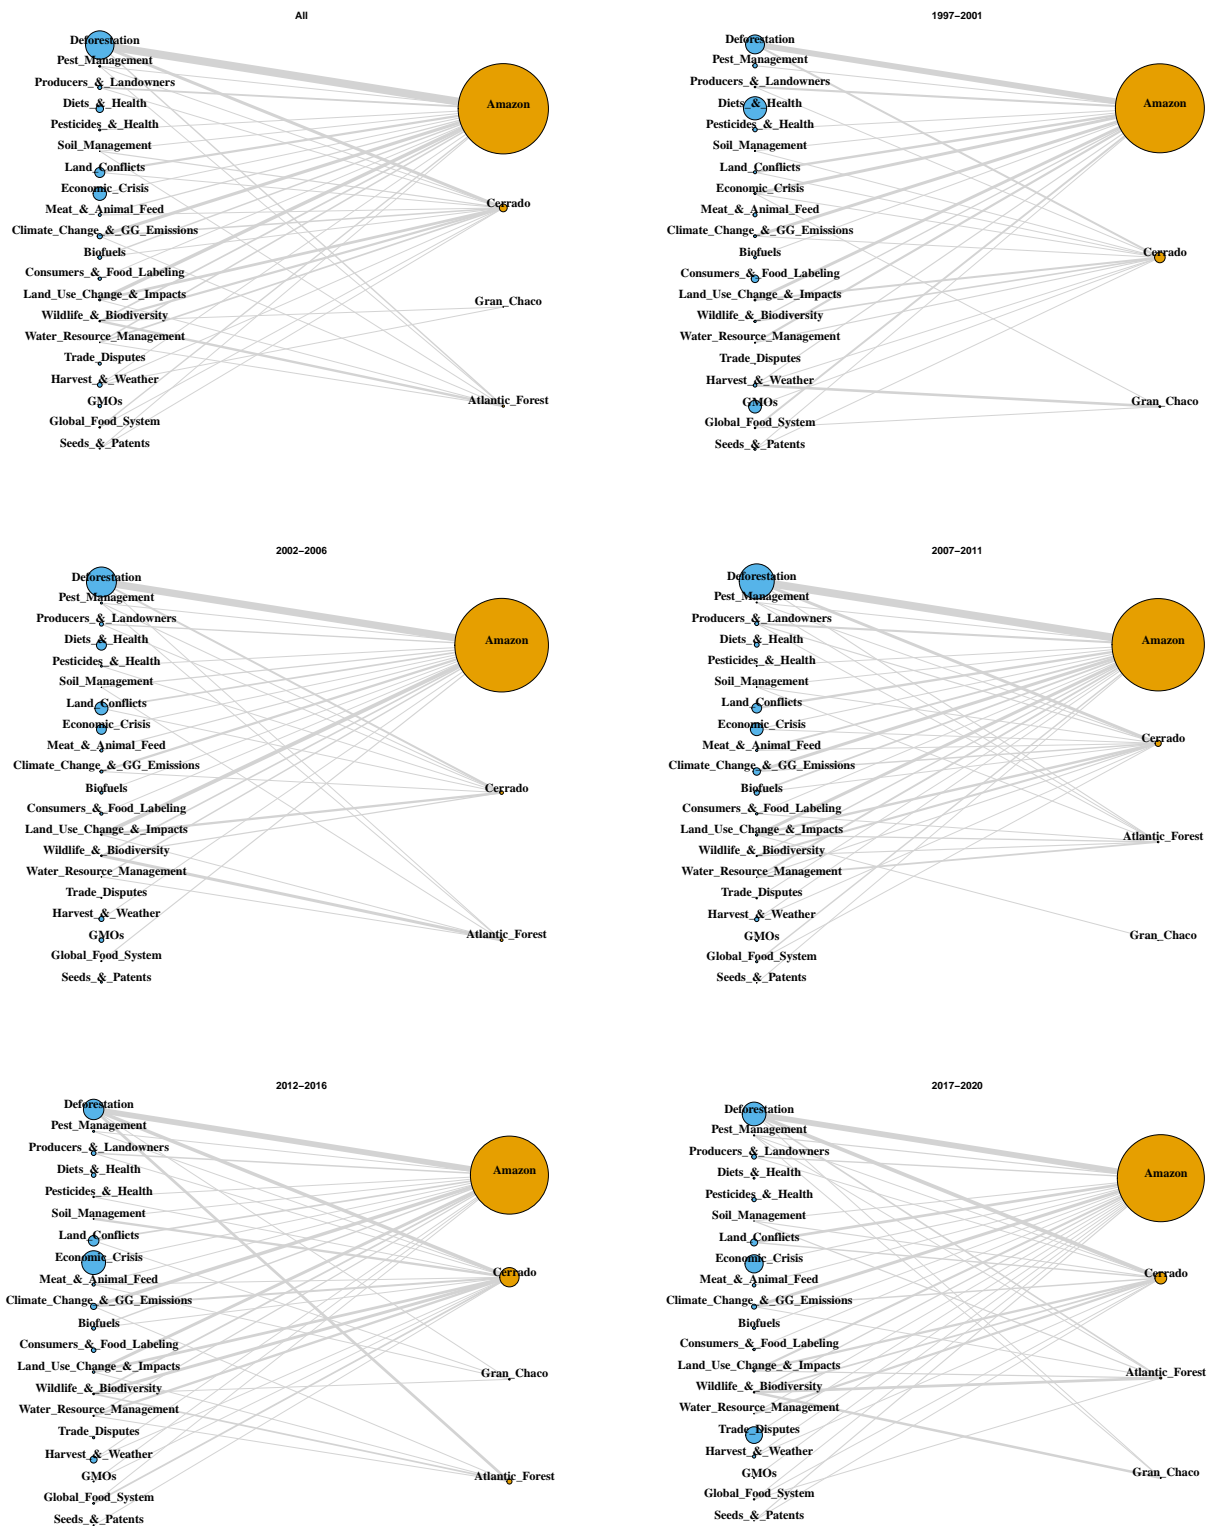 All
Deforestation
Pest_Management
Producers_&_Landowners
Diets_&_Health
Pesticides_&_Health
Soil_Management
Land_Conflicts
Economic_Crisis
Meat_&_Animal_Feed
Climate_Change_&_GG_Emissions
Biofuels
Consumers_&_Food_Labeling
Land_Use_Change_&_Impacts
Wildlife_&_Biodiversity
Water_Resource_Management
Trade_Disputes
Harvest_&_Weather
GMOs
Global_Food_System
Seeds_&_Patents
Amazon
Cerrado
Gran_Chaco
Atlantic_Forest
1997–2001
Deforestation
Pest_Management
Producers_&_Landowners
Diets_&_Health
Pesticides_&_Health
Soil_Management
Land_Conflicts
Economic_Crisis
Meat_&_Animal_Feed
Climate_Change_&_GG_Emissions
Biofuels
Consumers_&_Food_Labeling
Land_Use_Change_&_Impacts
Wildlife_&_Biodiversity
Water_Resource_Management
Trade_Disputes
Harvest_&_Weather
GMOs
Global_Food_System
Seeds_&_Patents
Amazon
Cerrado
Gran_Chaco
2002–2006
Deforestation
Pest_Management
Producers_&_Landowners
Diets_&_Health
Pesticides_&_Health
Soil_Management
Land_Conflicts
Economic_Crisis
Meat_&_Animal_Feed
Climate_Change_&_GG_Emissions
Biofuels
Consumers_&_Food_Labeling
Land_Use_Change_&_Impacts
Wildlife_&_Biodiversity
Water_Resource_Management
Trade_Disputes
Harvest_&_Weather
GMOs
Global_Food_System
Seeds_&_Patents
Amazon
Cerrado
Atlantic_Forest
2007–2011
Deforestation
Pest_Management
Producers_&_Landowners
Diets_&_Health
Pesticides_&_Health
Soil_Management
Land_Conflicts
Economic_Crisis
Meat_&_Animal_Feed
Climate_Change_&_GG_Emissions
Biofuels
Consumers_&_Food_Labeling
Land_Use_Change_&_Impacts
Wildlife_&_Biodiversity
Water_Resource_Management
Trade_Disputes
Harvest_&_Weather
GMOs
Global_Food_System
Seeds_&_Patents
Amazon
Cerrado
Atlantic_Forest
Gran_Chaco
2012–2016
Deforestation
Pest_Management
Producers_&_Landowners
Diets_&_Health
Pesticides_&_Health
Soil_Management
Land_Conflicts
Economic_Crisis
Meat_&_Animal_Feed
Climate_Change_&_GG_Emissions
Biofuels
Consumers_&_Food_Labeling
Land_Use_Change_&_Impacts
Wildlife_&_Biodiversity
Water_Resource_Management
Trade_Disputes
Harvest_&_Weather
GMOs
Global_Food_System
Seeds_&_Patents
Amazon
Cerrado
Gran_Chaco
Atlantic_Forest
2017–2020
Deforestation
Pest_Management
Producers_&_Landowners
Diets_&_Health
Pesticides_&_Health
Soil_Management
Land_Conflicts
Economic_Crisis
Meat_&_Animal_Feed
Climate_Change_&_GG_Emissions
Biofuels
Consumers_&_Food_Labeling
Land_Use_Change_&_Impacts
Wildlife_&_Biodiversity
Water_Resource_Management
Trade_Disputes
Harvest_&_Weather
GMOs
Global_Food_System
Seeds_&_Patents
Amazon
Cerrado
Atlantic_Forest
Gran_Chaco